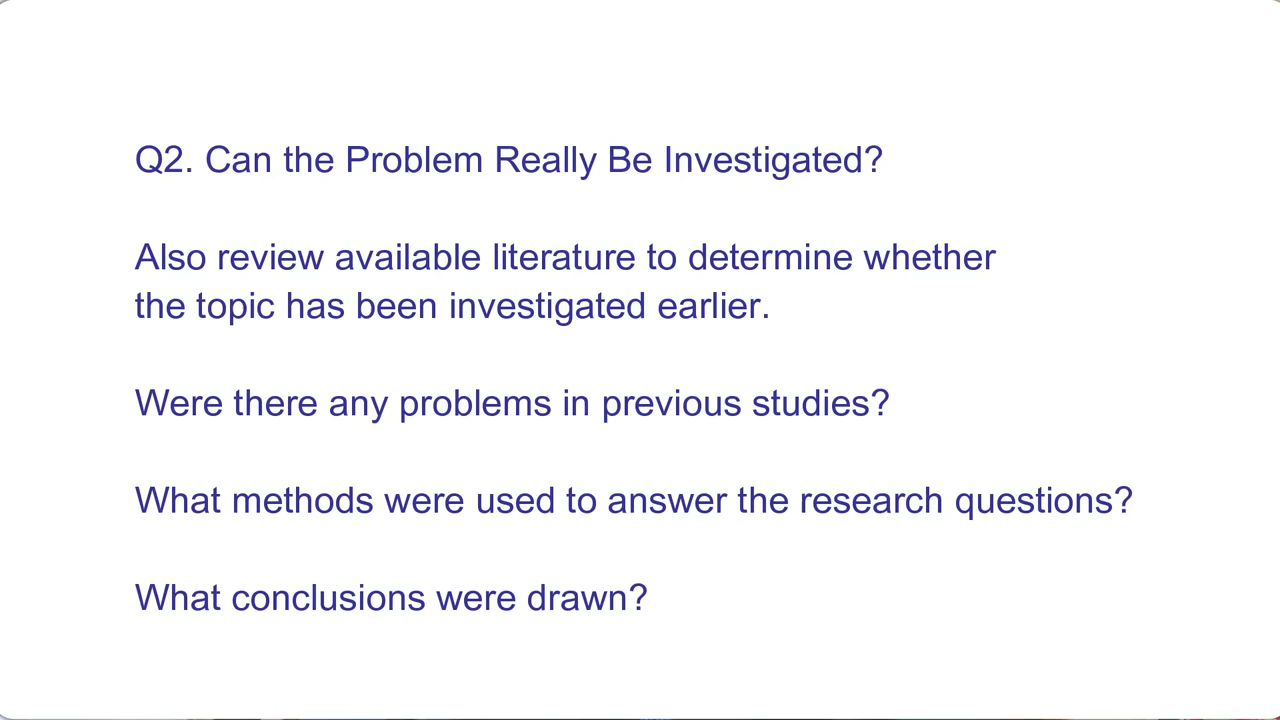 Q2. Can the Problem Really Be Investigated?
Also review available literature to determine whether
the topic has been investigated earlier.
Were there any problems in previous studies?
What methods were used to answer the research questions?
What conclusions were drawn?